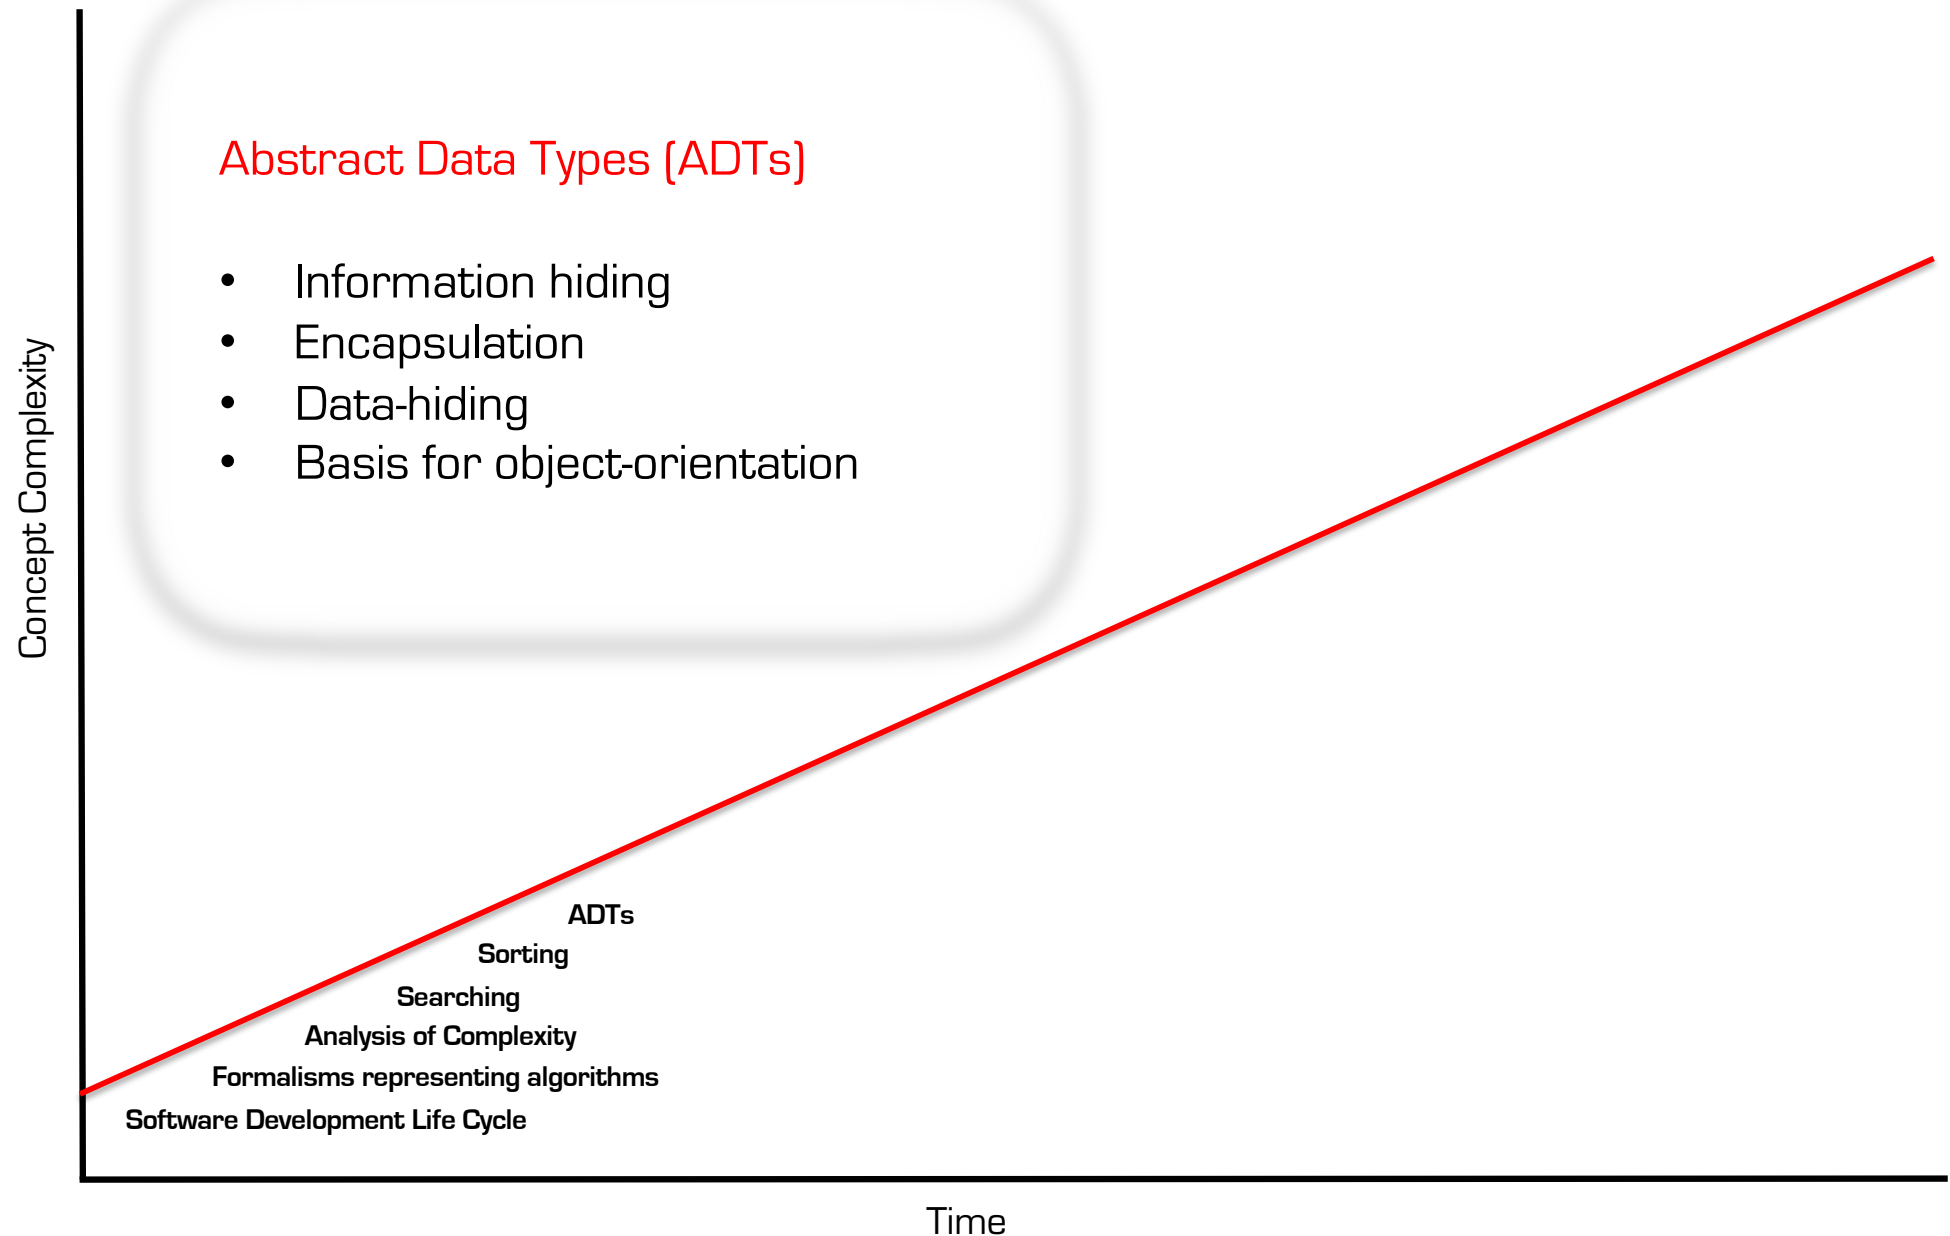 Abstract Data Types (ADTs)
• Information hiding
• Encapsulation
• Data-hiding
• Basis for object-orientation
Concept Complexity
ADTs
Sorting
Searching
Analysis of Complexity
Formalisms representing algorithms
Software Development Life Cycle
Time